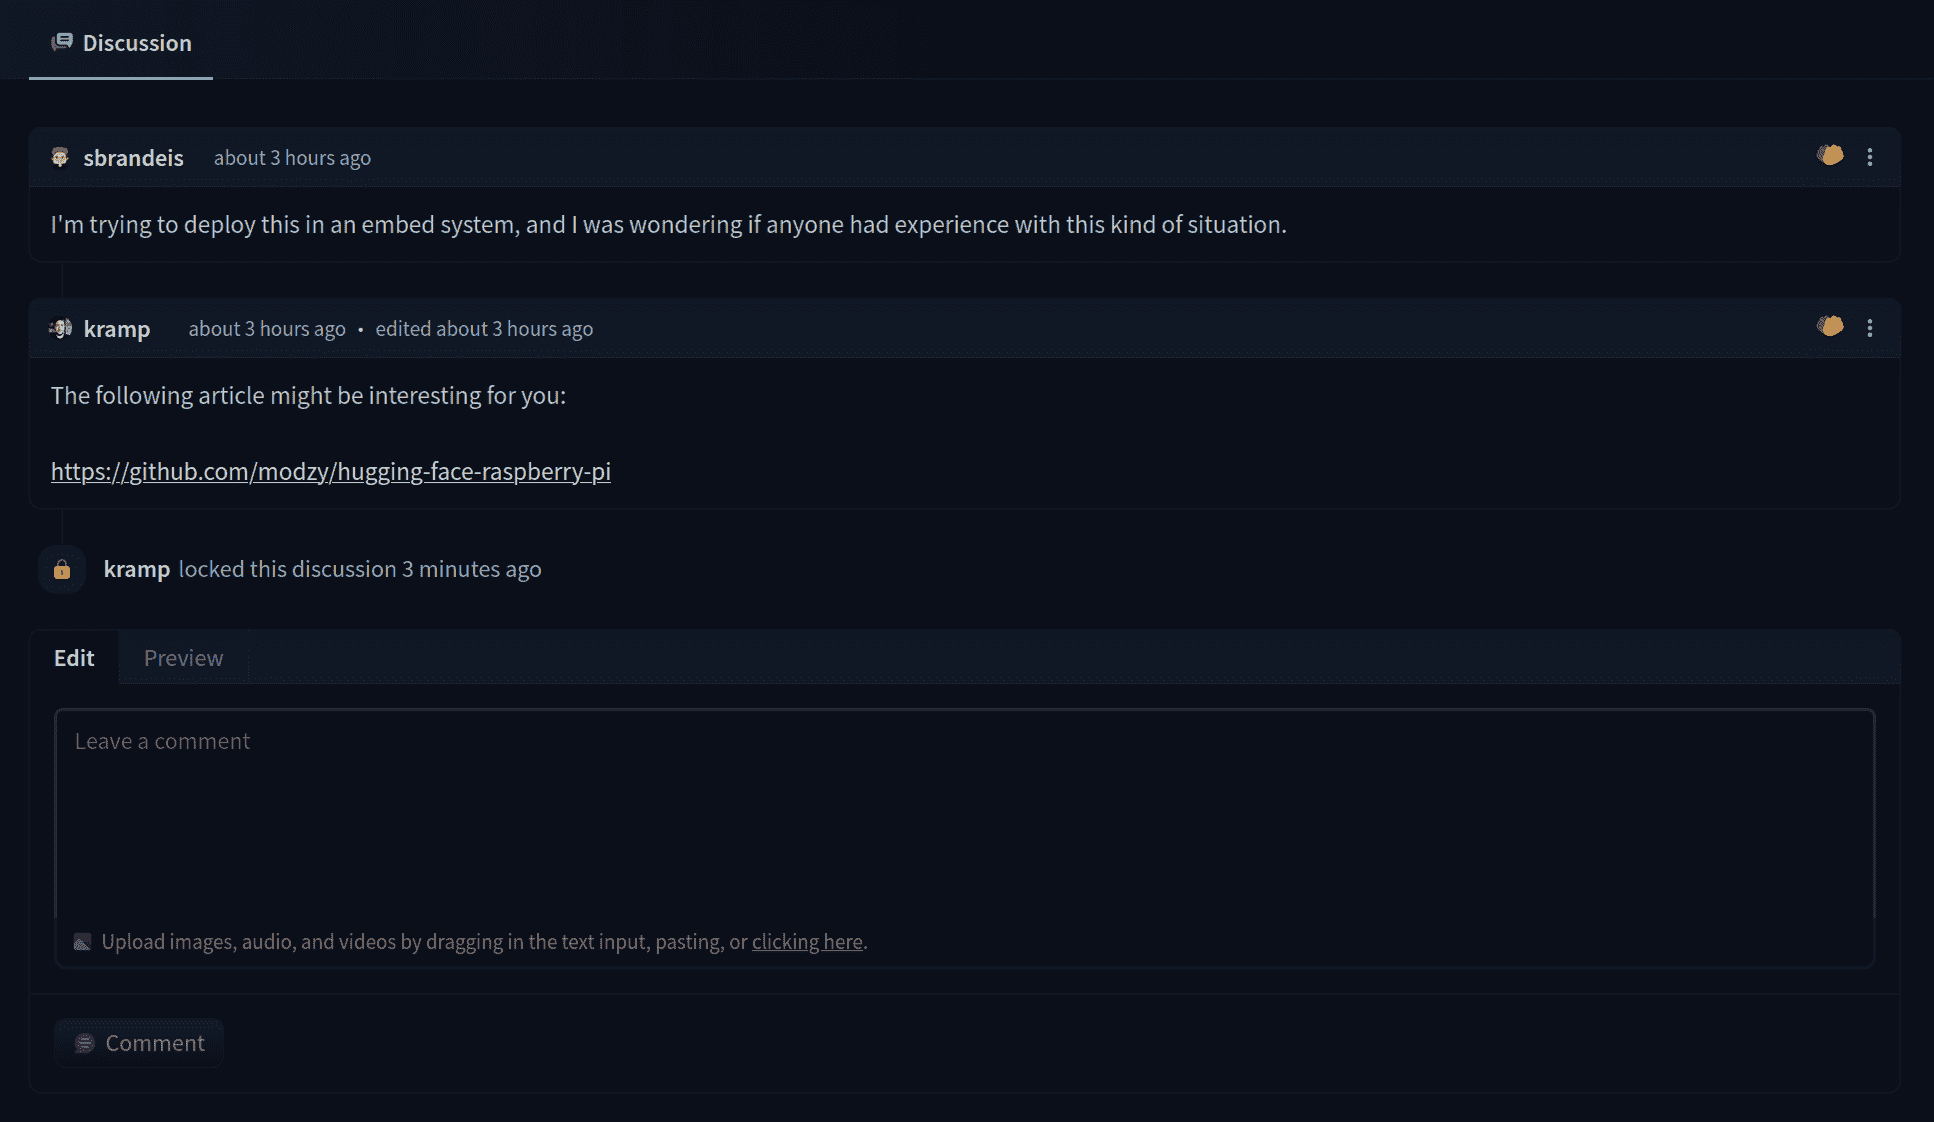 Discussion
sbrandeis about 3 hours ago
I'm trying to deploy this in an embed system, and I was wondering if anyone had experience with this kind of situation.
kramp about 3 hours ago • edited about 3 hours ago
The following article might be interesting for you:
https://github.com/modzy/hugging-face-raspberry-pi
kramp locked this discussion 3 minutes ago
Edit Preview
Leave a comment
Upload images, audio, and videos by dragging in the text input, pasting, or clicking here.
Comment